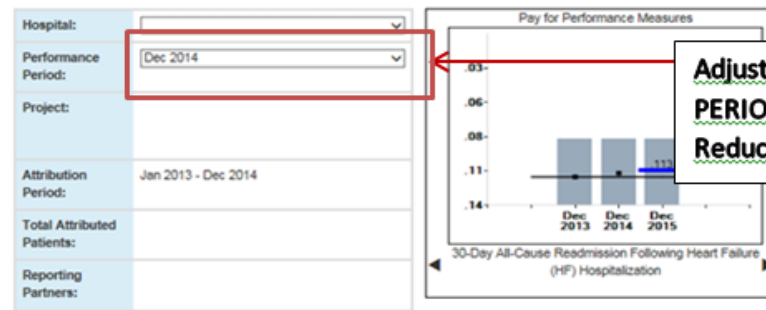 Hospital:
Performance
Period:
Dec 2014
Project:
Attribution
Period:
Jan 2013 - Dec 2014
Total Attributed
Patients:
Reporting
Partners:
Pay for Performance Measures
.03-
.06-
.08-
.11-
.14-
.113
Dec
2013
Dec
2014
Dec
2015
30-Day All-Cause Readmission Following Heart Failure
(HF) Hospitalization
Adjust
PERIO
Reduc